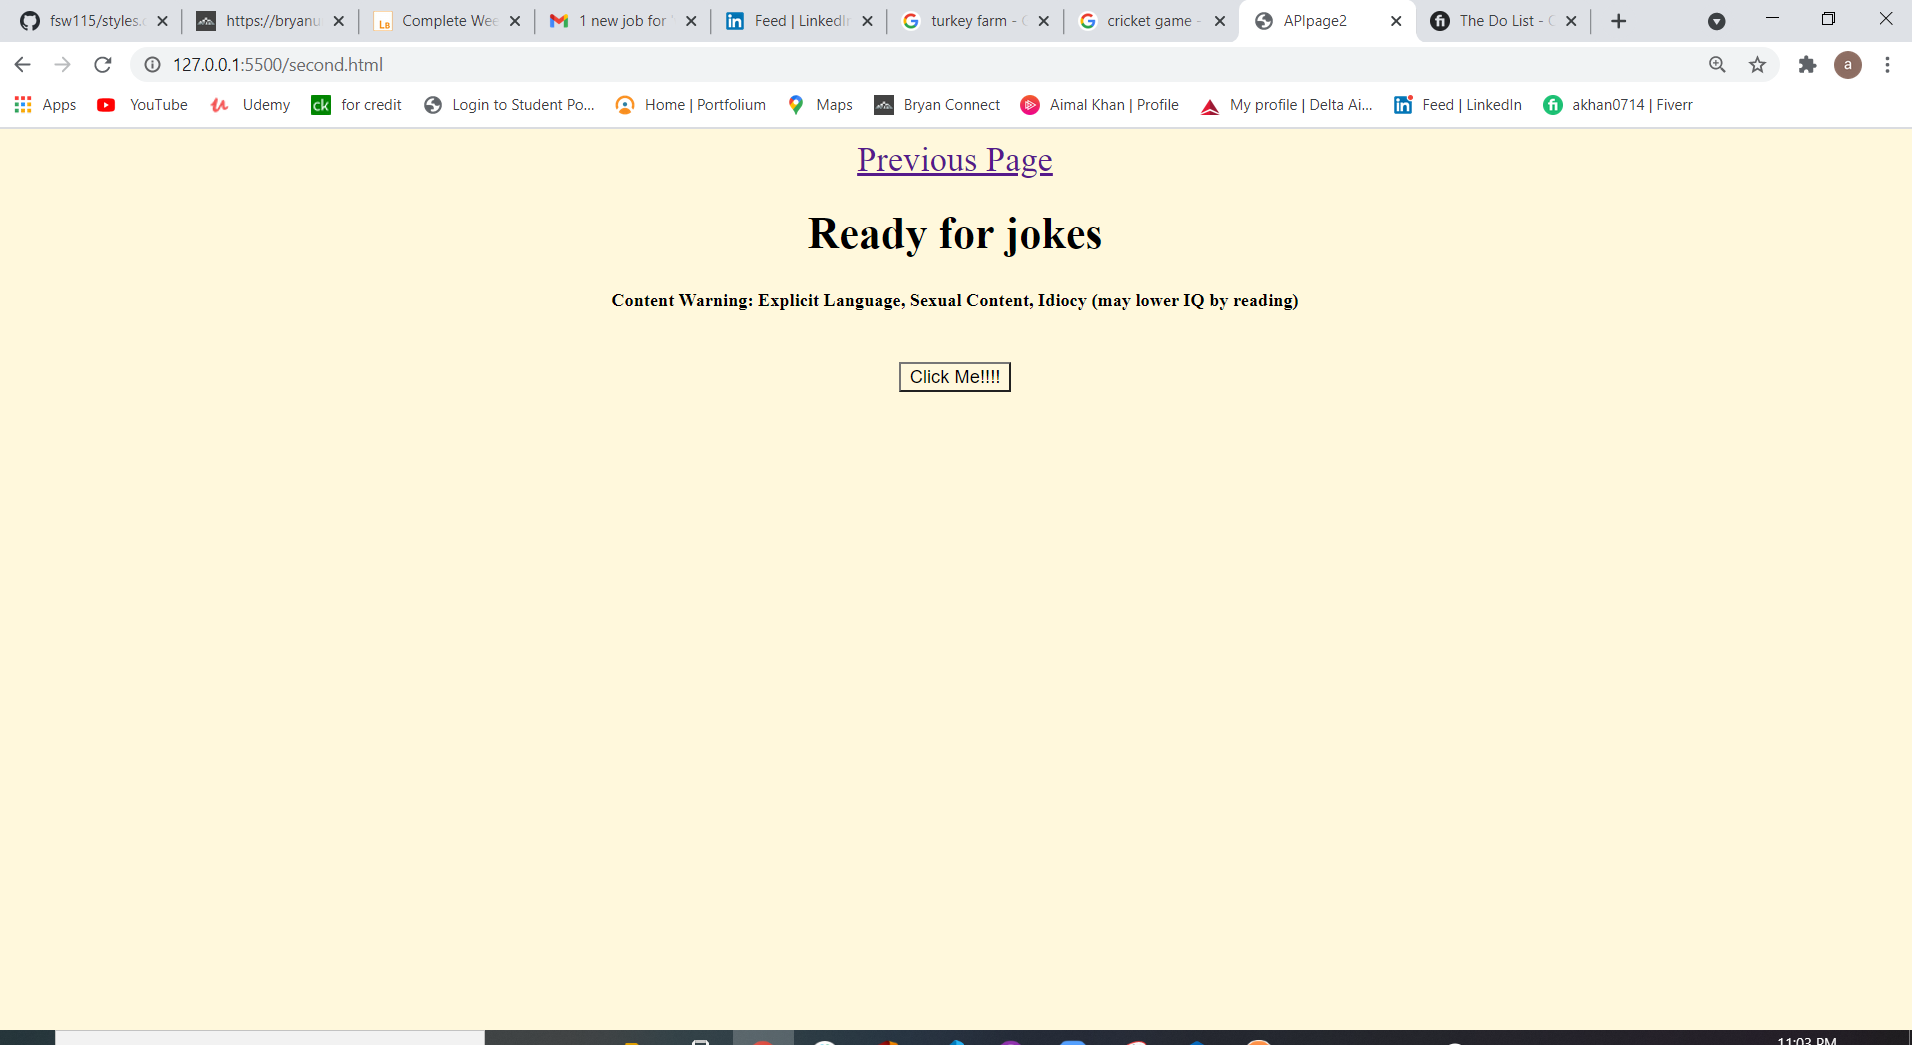 fsw115/styles.c
https://bryanu
Complete Wee
1 new job for
Feed | LinkedIn
turkey farm - G
cricket game -
APIpage2
The Do List - C
127.0.0.1:5500/second.html
a
Apps
YouTube
Udemy
ck for credit
Login to Student Po...
Home | Portfolium
Maps
Bryan Connect
Aimal Khan | Profile
My profile | Delta Ai...
in Feed | LinkedIn
fi akhan0714 | Fiverr
Previous Page
Ready for jokes
Content Warning: Explicit Language, Sexual Content, Idiocy (may lower IQ by reading)
Click Me!!!!
11:03 PM